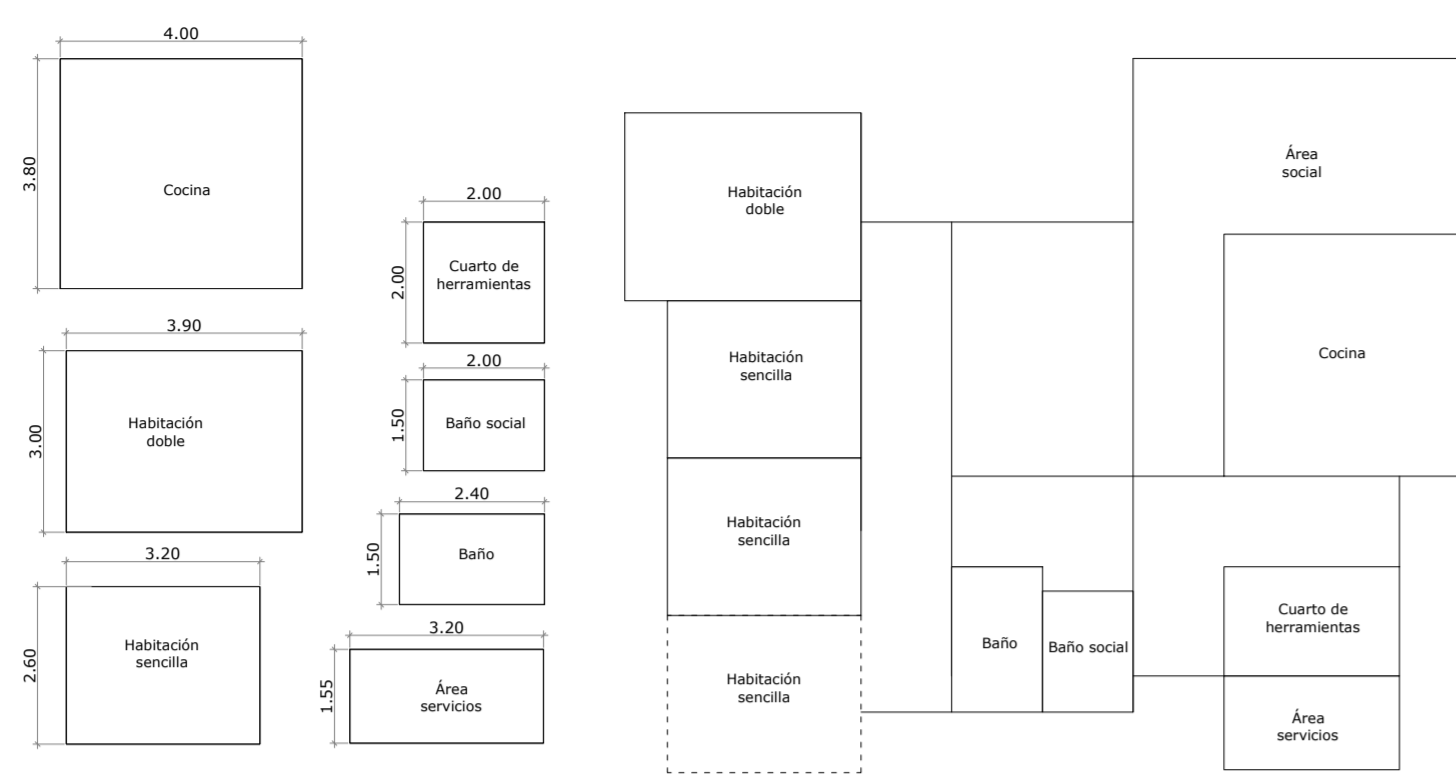 4.00
3.80
Cocina
3.90
3.00
Habitación
doble
3.20
2.60
Habitación
sencilla
2.00
2.00
Cuarto de
herramientas
2.00
1.50
Baño social
2.40
1.50
Baño
3.20
1.55
Área
servicios
Habitación
doble
Habitación
sencilla
Habitación
sencilla
Habitación
sencilla
Baño
Baño social
Área
social
Cocina
Cuarto de
herramientas
Área
servicios